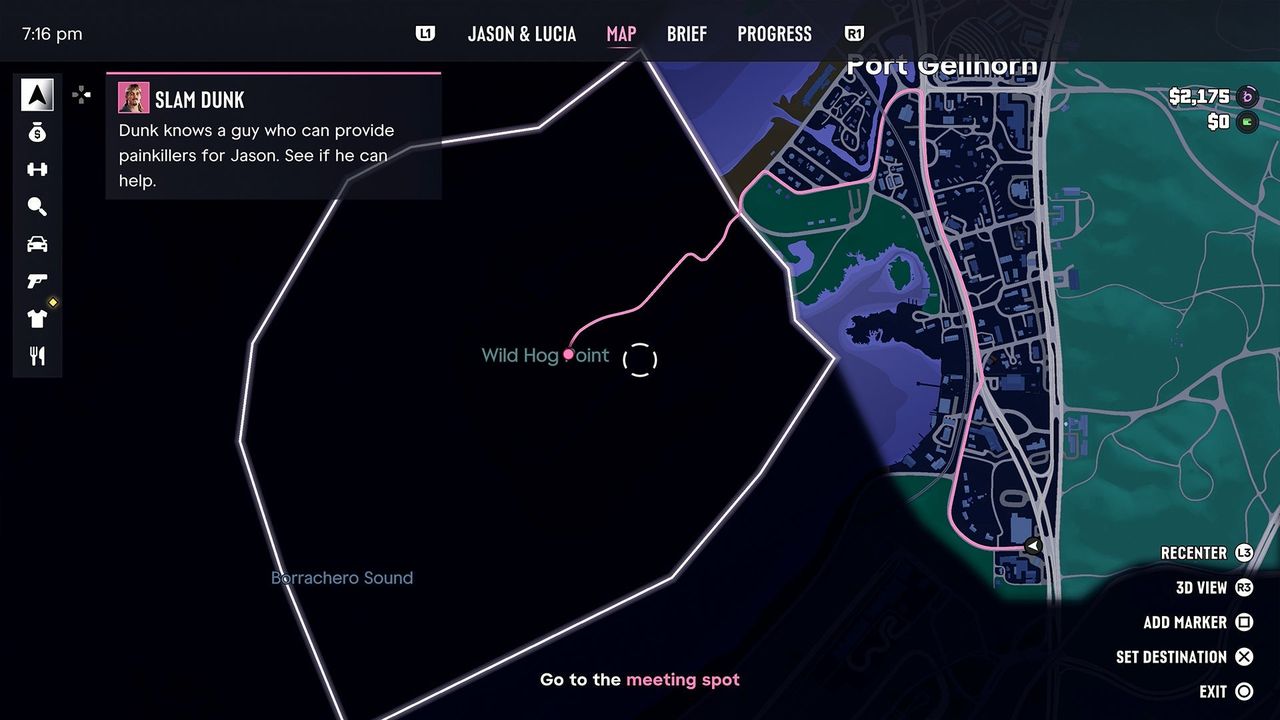 7:16 pm
L1
JASON & LUCIA
MAP
BRIEF
PROGRESS
R1
SLAM DUNK
Dunk knows a guy who can provide
painkillers for Jason. See if he can
help.
Port Gellhorn
$2,175
$0
Wild Hog Point
Borrachero Sound
RECENTER L3
3D VIEW R3
ADD MARKER
SET DESTINATION
EXIT
Go to the meeting spot